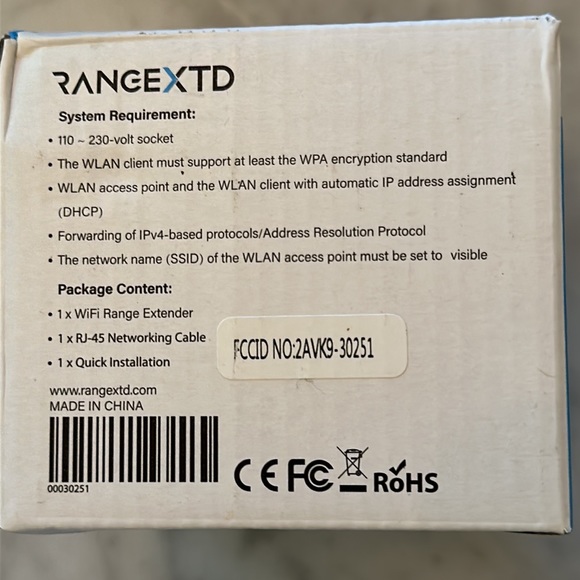 RANGEXTD
System Requirement:
• 110 ~ 230-volt socket
• The WLAN client must support at least the WPA encryption standard
• WLAN access point and the WLAN client with automatic IP address assignment
(DHCP)
• Forwarding of IPv4-based protocols/Address Resolution Protocol
• The network name (SSID) of the WLAN access point must be set to visible
Package Content:
• 1 x WiFi Range Extender
• 1 x RJ-45 Networking Cable
• 1 x Quick Installation
FCCID NO:2AVK9-30251
www.rangextd.com
MADE IN CHINA
00030251
CE FC RoHS